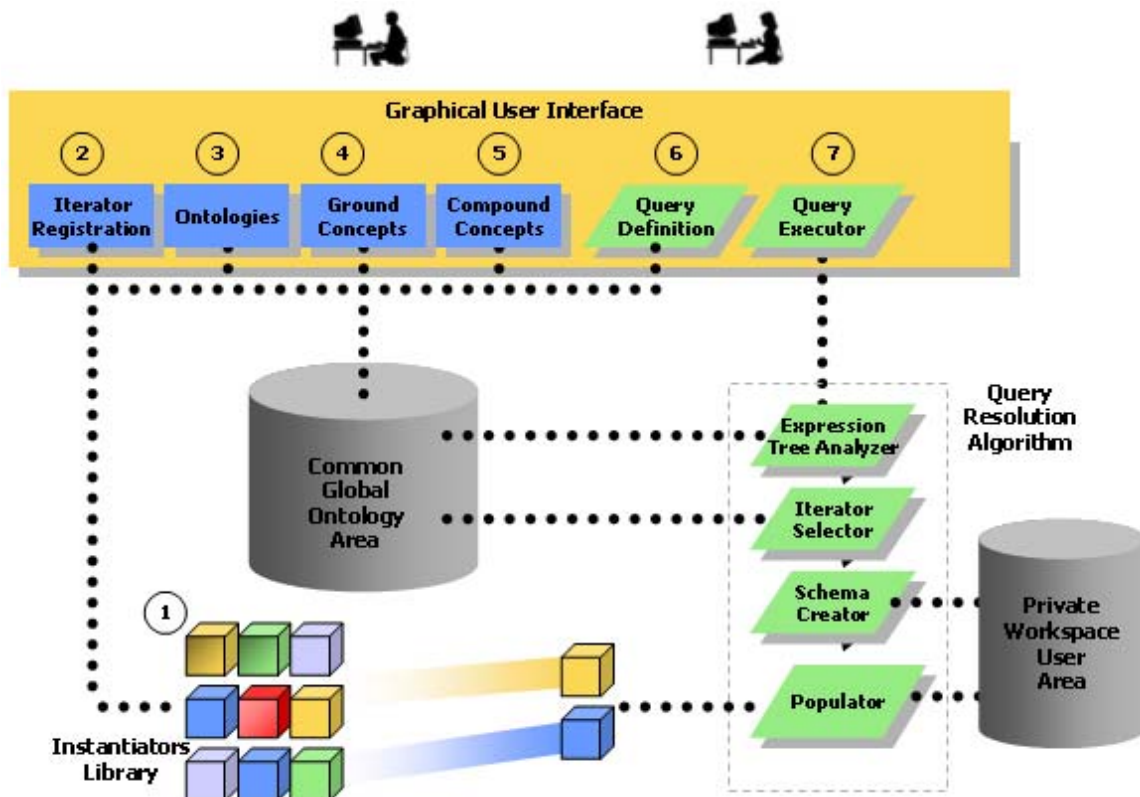 Graphical User Interface
2
3
4
5
6
7
Iterator
Registration
Ontologies
Ground
Concepts
Compound
Concepts
Query
Definition
Query
Executor
Query
Resolution
Algorithm
Expression
Tree Analyzer
Common
Global
Ontology
Area
Iterator
Selector
Schema
Creator
Private
Workspace
User
Area
1
Populator
Instantiators
Library